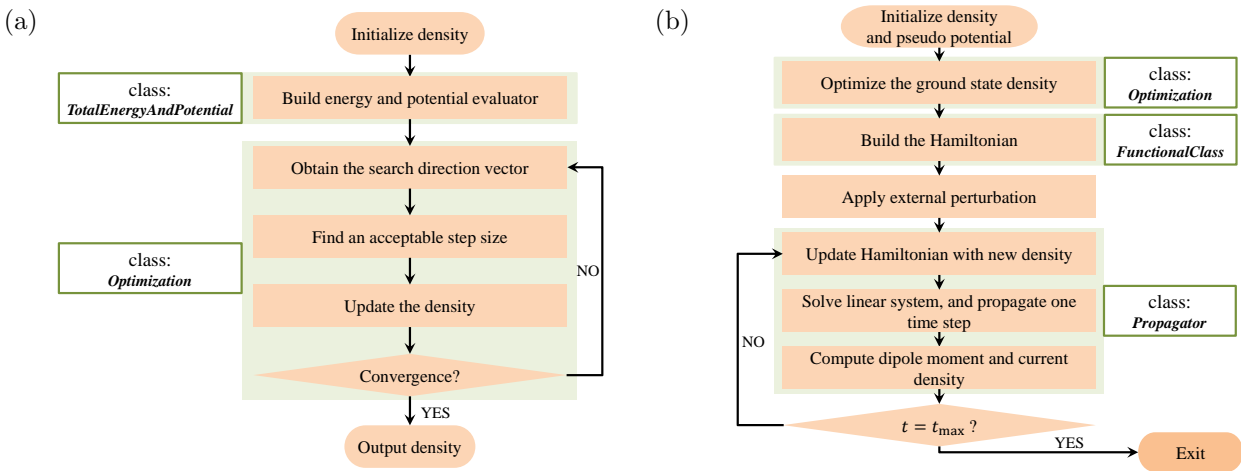 (a)
Initialize density
class:
TotalEnergyAndPotential
Build energy and potential evaluator
Obtain the search direction vector
Find an acceptable step size
class:
Optimization
NO
Update the density
Convergence?
YES
Output density
(b)
Initialize density
and pseudo potential
Optimize the ground state density
class:
Optimization
Build the Hamiltonian
class:
FunctionalClass
Apply external perturbation
Update Hamiltonian with new density
Solve linear system, and propagate one
time step
class:
Propagator
NO
Compute dipole moment and current
density
t = tmax ?
YES
Exit